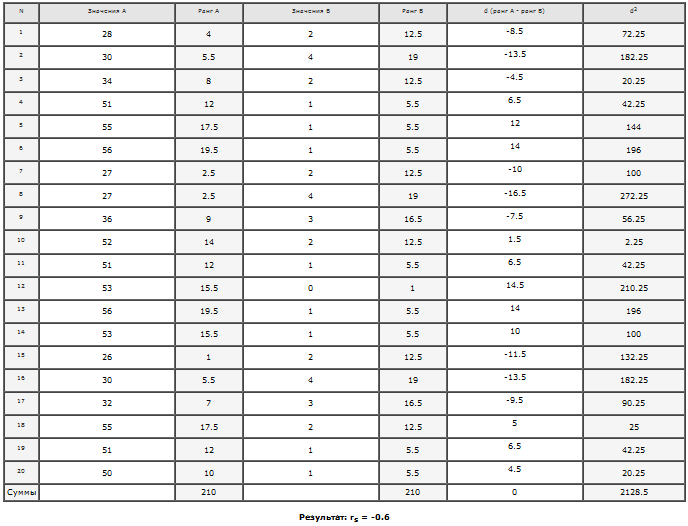 N Значения А Ранг А Значения В Ранг Б d (ранг А - ранг Б) d2
1 28 4 2 12.5 -8.5 72.25
2 30 5.5 4 19 -13.5 182.25
3 34 8 2 12.5 -4.5 20.25
4 51 12 1 5.5 6.5 42.25
5 55 17.5 1 5.5 12 144
6 56 19.5 1 5.5 14 196
7 27 2.5 2 12.5 -10 100
8 27 2.5 4 19 -16.5 272.25
9 36 9 3 16.5 -7.5 56.25
10 52 14 2 12.5 1.5 2.25
11 51 12 1 5.5 6.5 42.25
12 53 15.5 0 1 14.5 210.25
13 56 19.5 1 5.5 14 196
14 53 15.5 1 5.5 10 100
15 26 1 2 12.5 -11.5 132.25
16 30 5.5 4 19 -13.5 182.25
17 32 7 3 16.5 -9.5 90.25
18 55 17.5 2 12.5 5 25
19 51 12 1 5.5 6.5 42.25
20 50 10 1 5.5 4.5 20.25
Суммы 210 210 0 2128.5
Результат: rs = -0.6